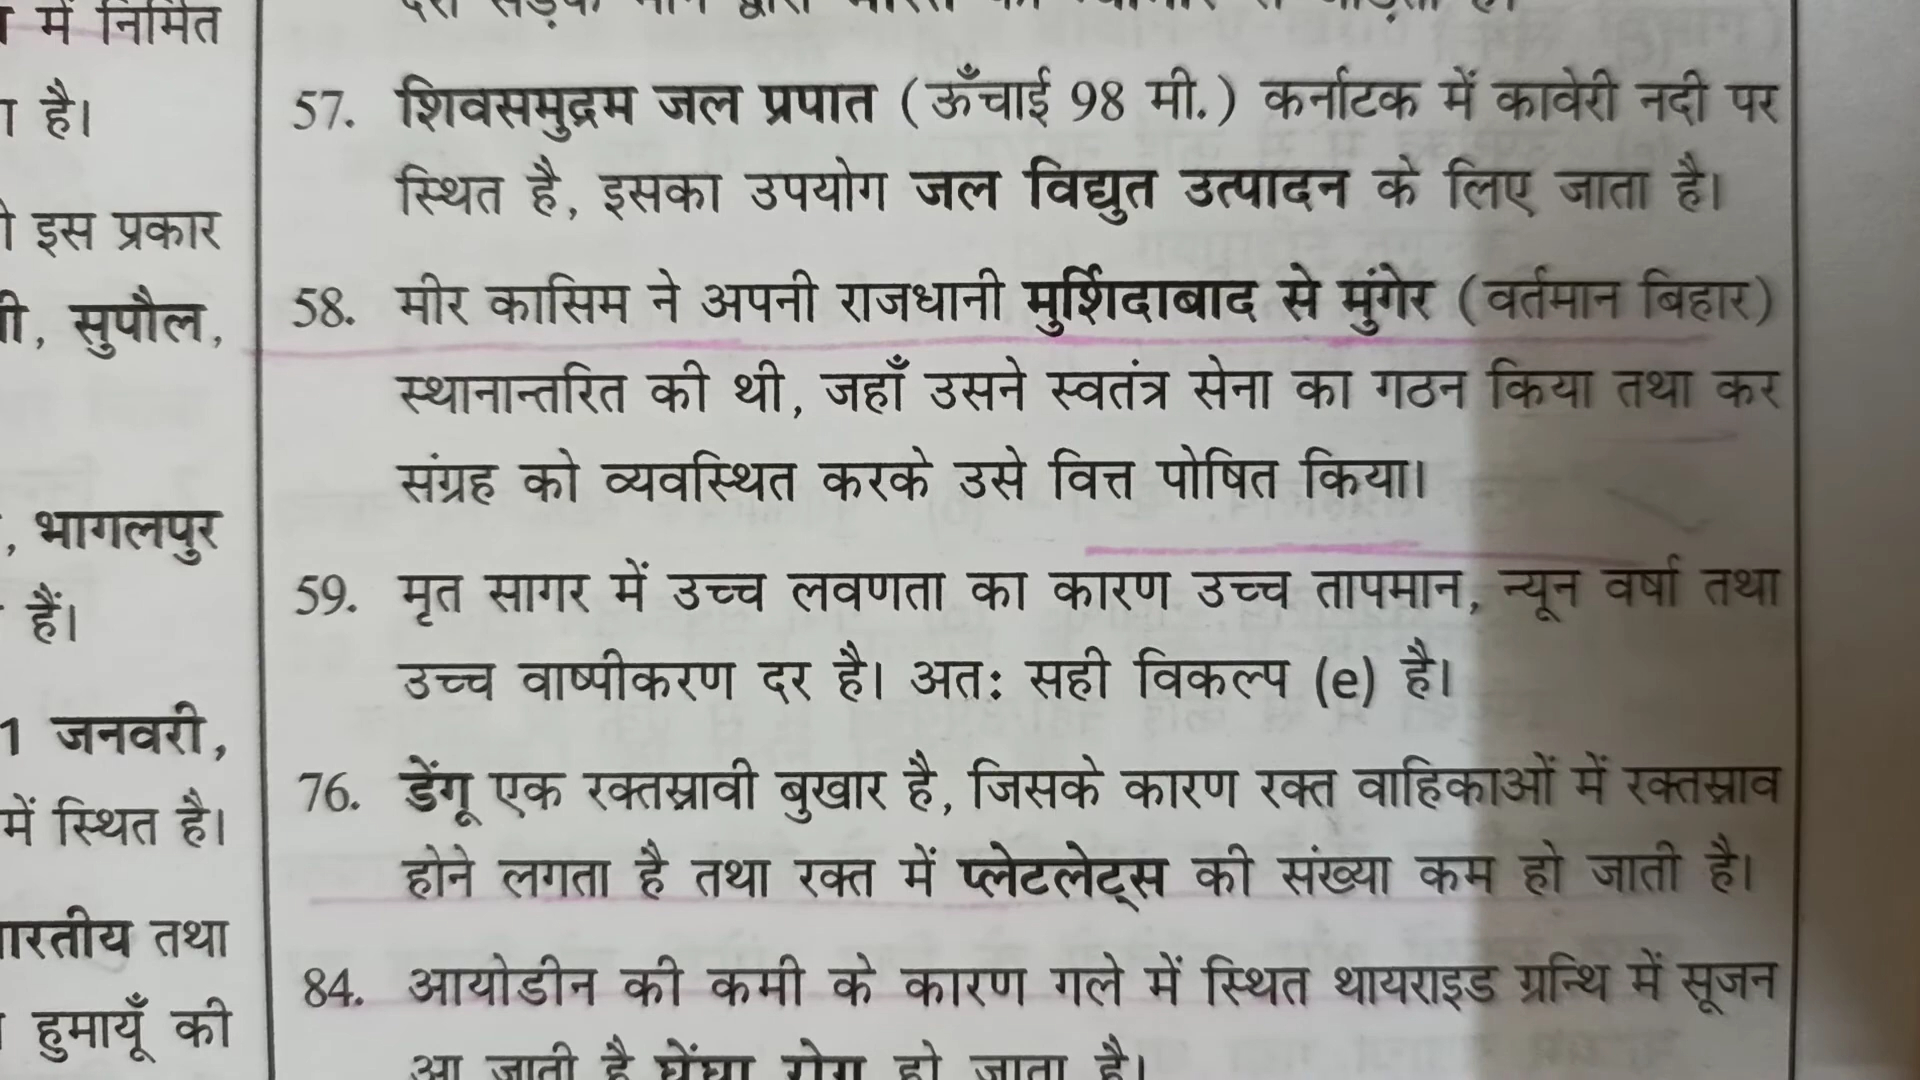 में निर्मित
है।
इस प्रकार
सुपौल,
, भागलपुर
हैं।
1 जनवरी,
में स्थित है।
तथा
हुमायूँ की
57. शिवसमुद्रम जल प्रपात (ऊँचाई 98 मी.) कर्नाटक में कावेरी नदी पर
स्थित है, इसका उपयोग जल विद्युत उत्पादन के लिए जाता है।
58. मीर कासिम ने अपनी राजधानी मुर्शिदाबाद से मुंगेर (वर्तमान बिहार)
स्थानान्तरित की थी, जहाँ उसने स्वतंत्र सेना का गठन किया तथा कर
संग्रह को व्यवस्थित करके उसे वित्त पोषित किया।
59. मृत सागर में उच्च लवणता का कारण उच्च तापमान, न्यून वर्षा तथा
उच्च वाष्पीकरण दर है। अतः सही विकल्प (e) है।
76. डेंगू एक रक्तस्रावी बुखार है, जिसके कारण रक्त वाहिकाओं में रक्तस्राव
होने लगता है तथा रक्त में प्लेटलेट्स की संख्या कम हो जाती है।
84. आयोडीन की कमी के कारण गले में स्थित थायराइड ग्रन्थि में सूजन
आ जाती है घेंघा रोग हो जाता है।